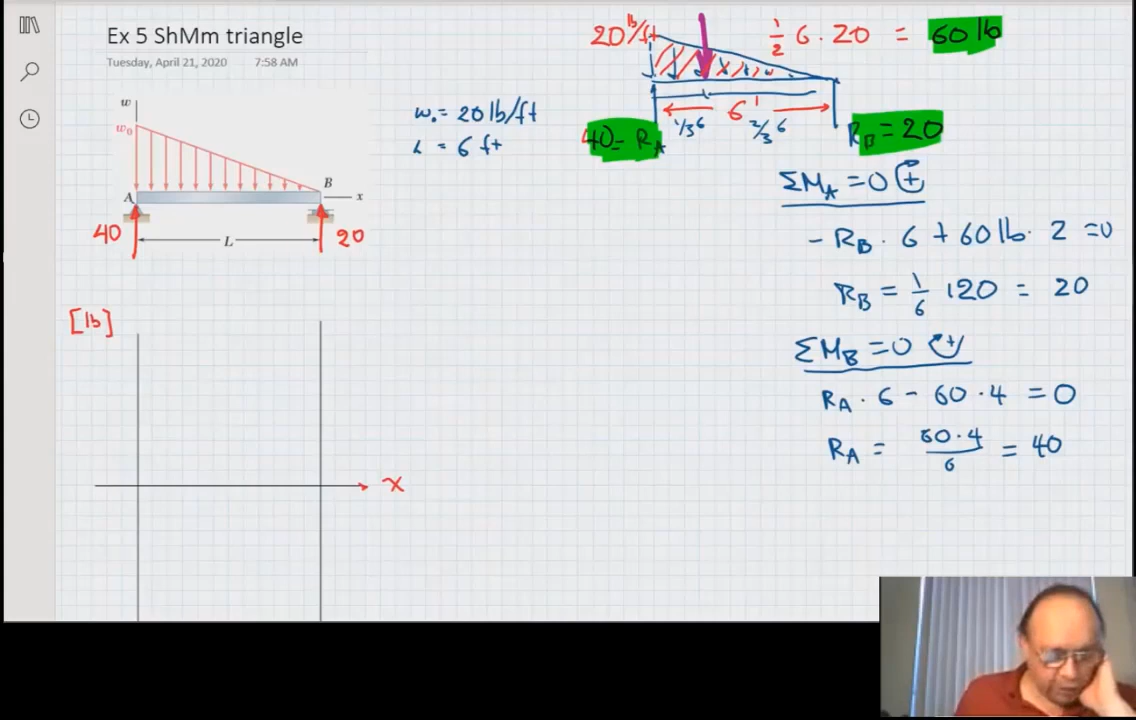 Ex 5 ShMm triangle
Tuesday, April 21, 2020 7:58 AM
w
w0
A
B
x
L
40
20
w₀ = 20 lb/ft
L = 6 ft
20 lb/ft
1/2 6 · 20 = 60 lb
6'
1/3 6
2/3 6
40 = RA
RB = 20
ΣMA = 0 +
- RB · 6 + 60 lb · 2 = 0
RB = 1/6 120 = 20
ΣMB = 0 +
RA · 6 - 60 · 4 = 0
RA = 60 · 4 / 6 = 40
[lb]
x